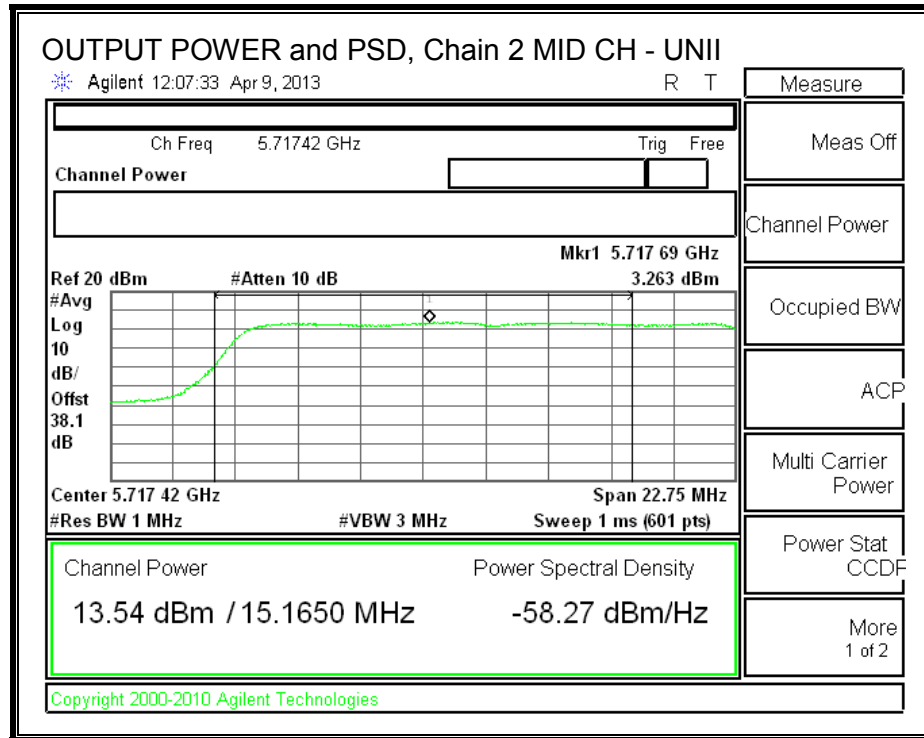 OUTPUT POWER and PSD, Chain 2 MID CH - UNII
Agilent 12:07:33 Apr 9, 2013 R T
Ch Freq 5.71742 GHz Trig Free
Channel Power
Mkr1 5.717 69 GHz
Ref 20 dBm #Atten 10 dB 3.263 dBm
#Avg
Log
10
dB/
Offst
38.1
dB
1
Center 5.717 42 GHz Span 22.75 MHz
#Res BW 1 MHz #VBW 3 MHz Sweep 1 ms (601 pts)
Channel Power Power Spectral Density
13.54 dBm / 15.1650 MHz -58.27 dBm/Hz
Copyright 2000-2010 Agilent Technologies
Measure
Meas Off
Channel Power
Occupied BW
ACP
Multi Carrier
Power
Power Stat
CCDF
More
1 of 2